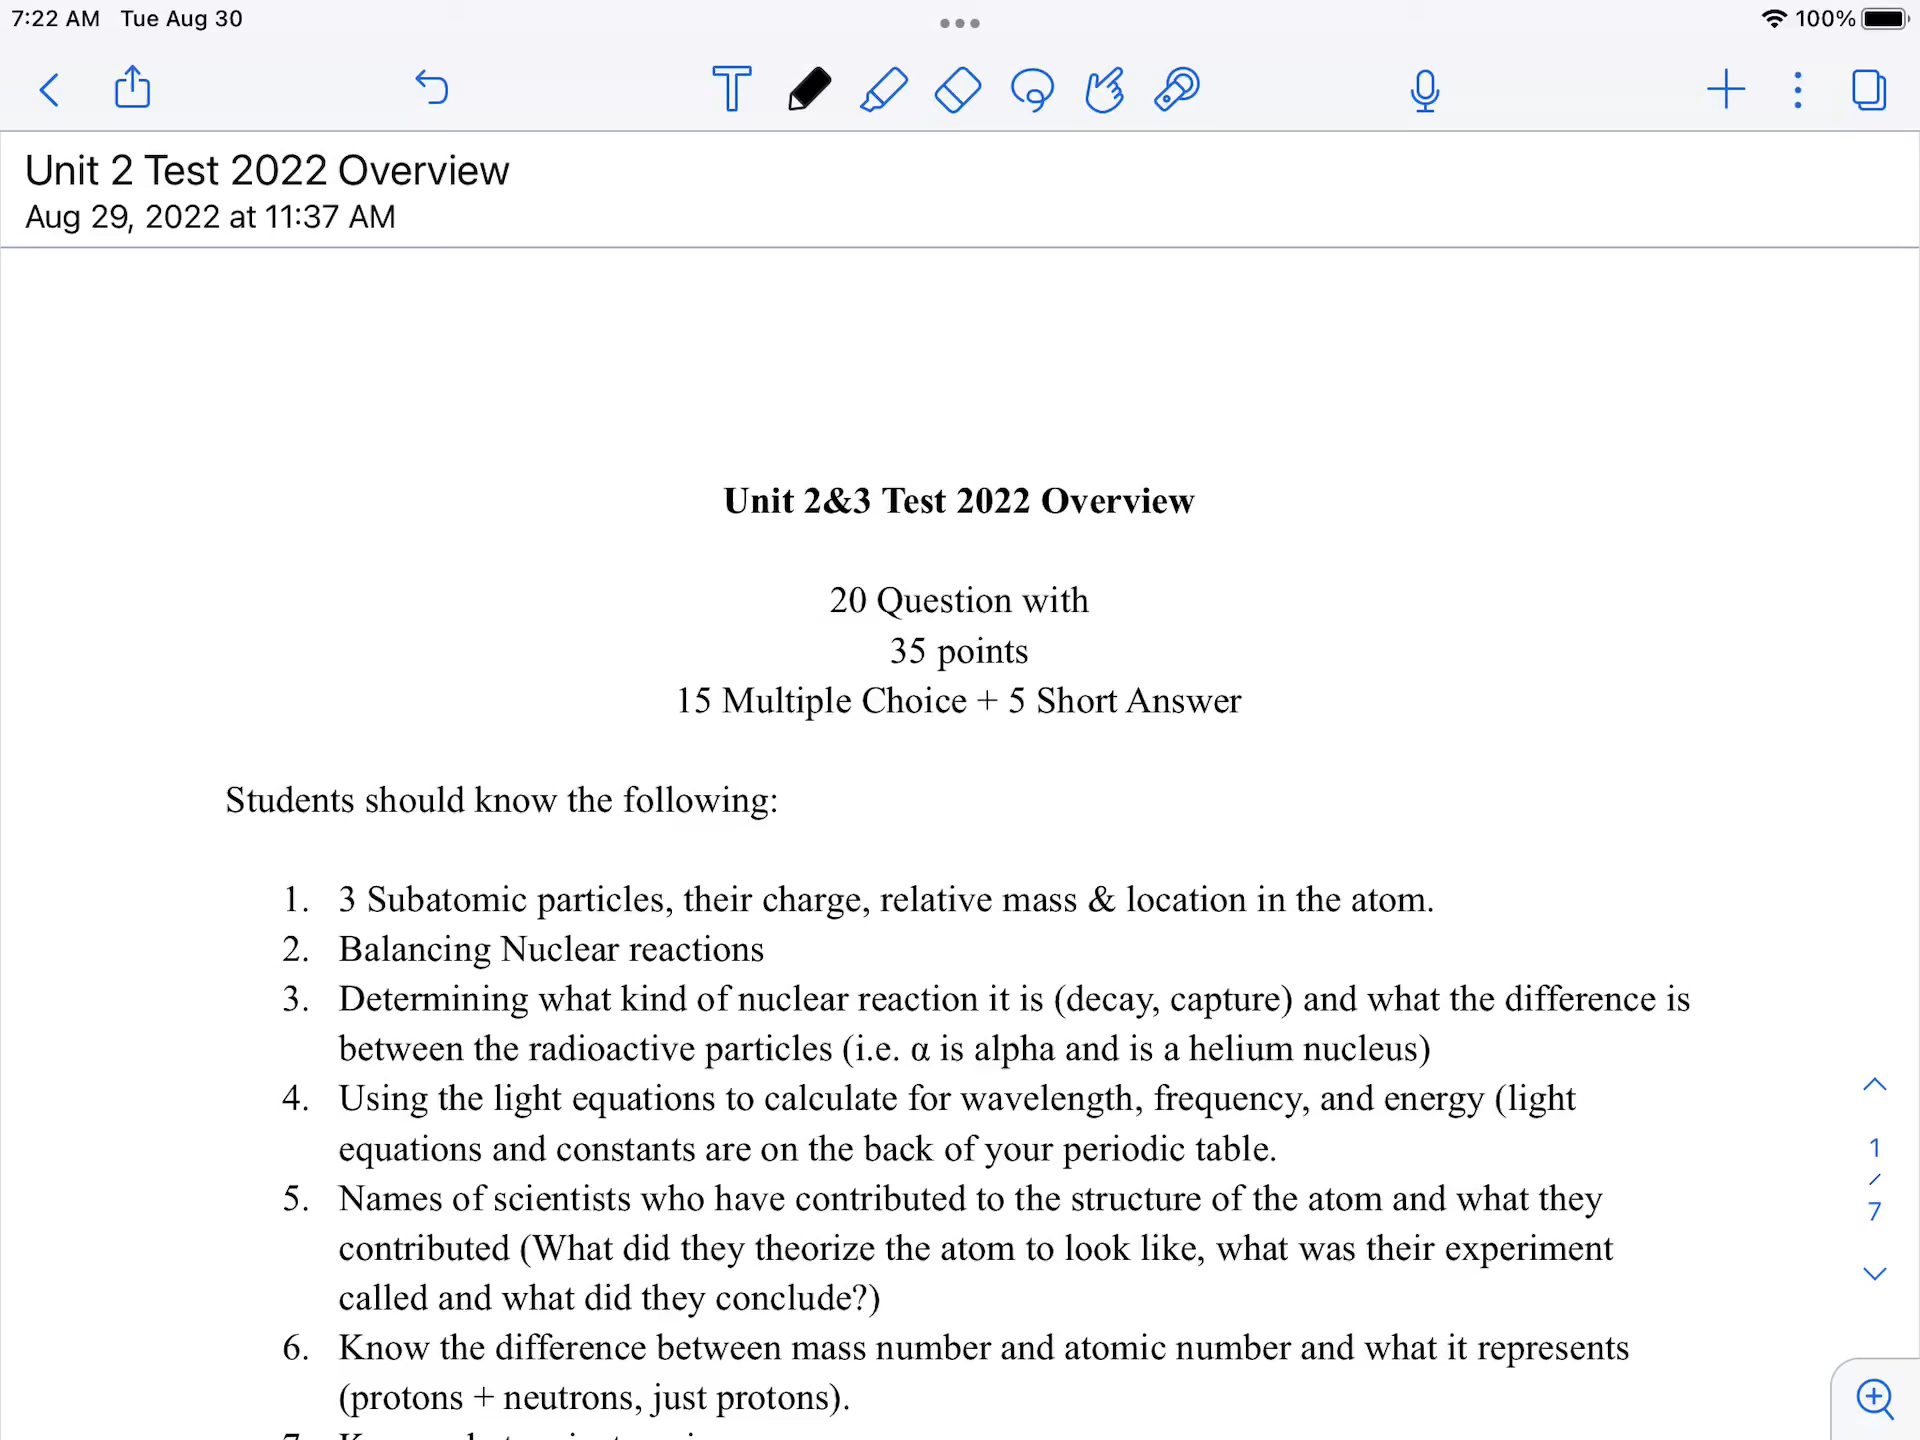 7:22 AM Tue Aug 30
100%
Unit 2 Test 2022 Overview
Aug 29, 2022 at 11:37 AM
Unit 2&3 Test 2022 Overview
20 Question with
35 points
15 Multiple Choice + 5 Short Answer
Students should know the following:
1. 3 Subatomic particles, their charge, relative mass & location in the atom.
2. Balancing Nuclear reactions
3. Determining what kind of nuclear reaction it is (decay, capture) and what the difference is
between the radioactive particles (i.e. α is alpha and is a helium nucleus)
4. Using the light equations to calculate for wavelength, frequency, and energy (light
equations and constants are on the back of your periodic table.
5. Names of scientists who have contributed to the structure of the atom and what they
contributed (What did they theorize the atom to look like, what was their experiment
called and what did they conclude?)
6. Know the difference between mass number and atomic number and what it represents
(protons + neutrons, just protons).
1
/
7